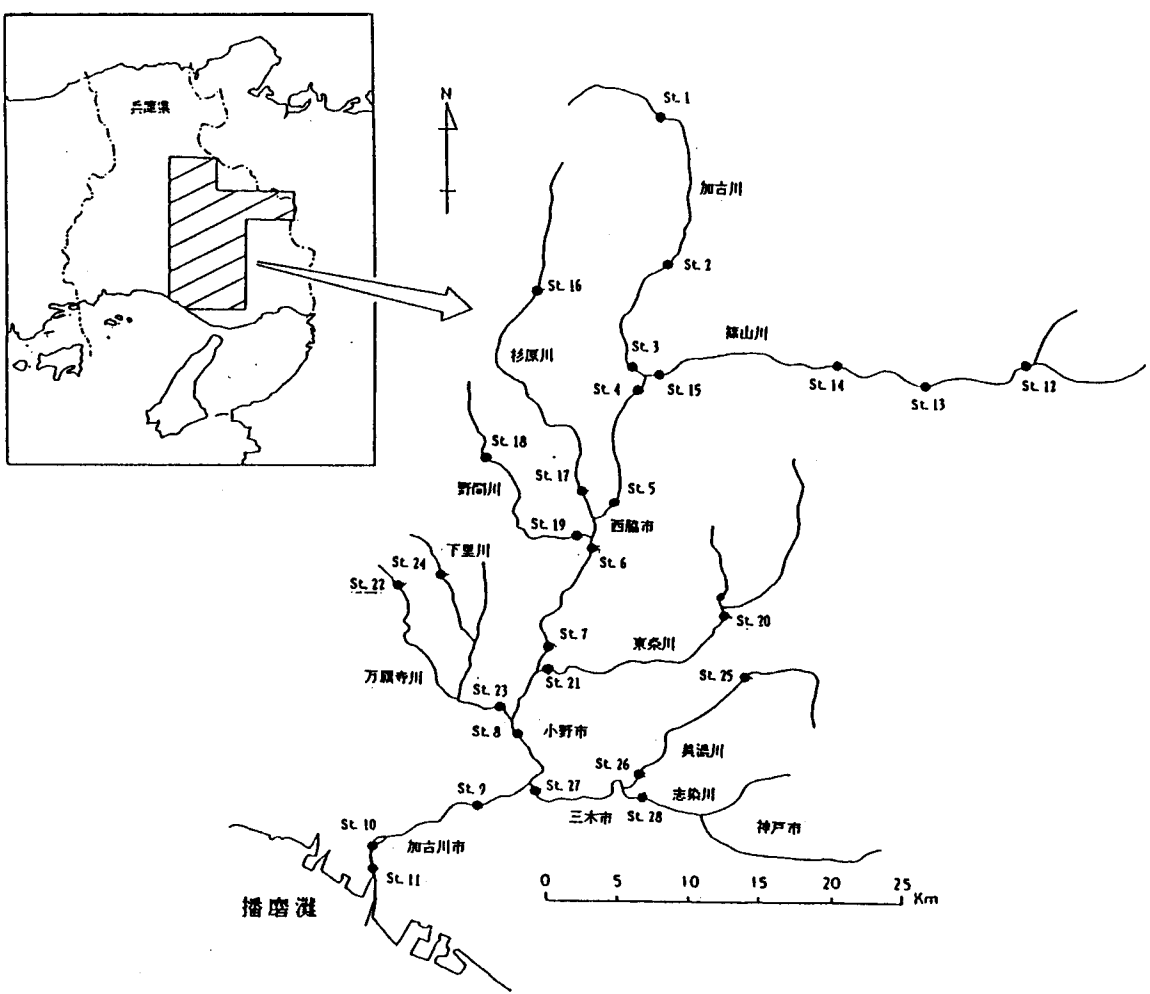 兵庫県
N
St. 1
加古川
St. 2
St. 16
篠山川
St. 3
杉原川
St. 4
St. 15
St. 14
St. 13
St. 12
St. 18
St. 17
野間川
St. 5
St. 19
西脇市
St. 6
下里川
St. 24
St. 22
St. 7
東条川
St. 20
St. 21
St. 25
万願寺川
St. 23
St. 8
小野市
美嚢川
St. 26
St. 27
志染川
St. 9
三木市
St. 28
神戸市
St. 10
加古川市
St. 11
播磨灘
0 5 10 15 20 25 Km